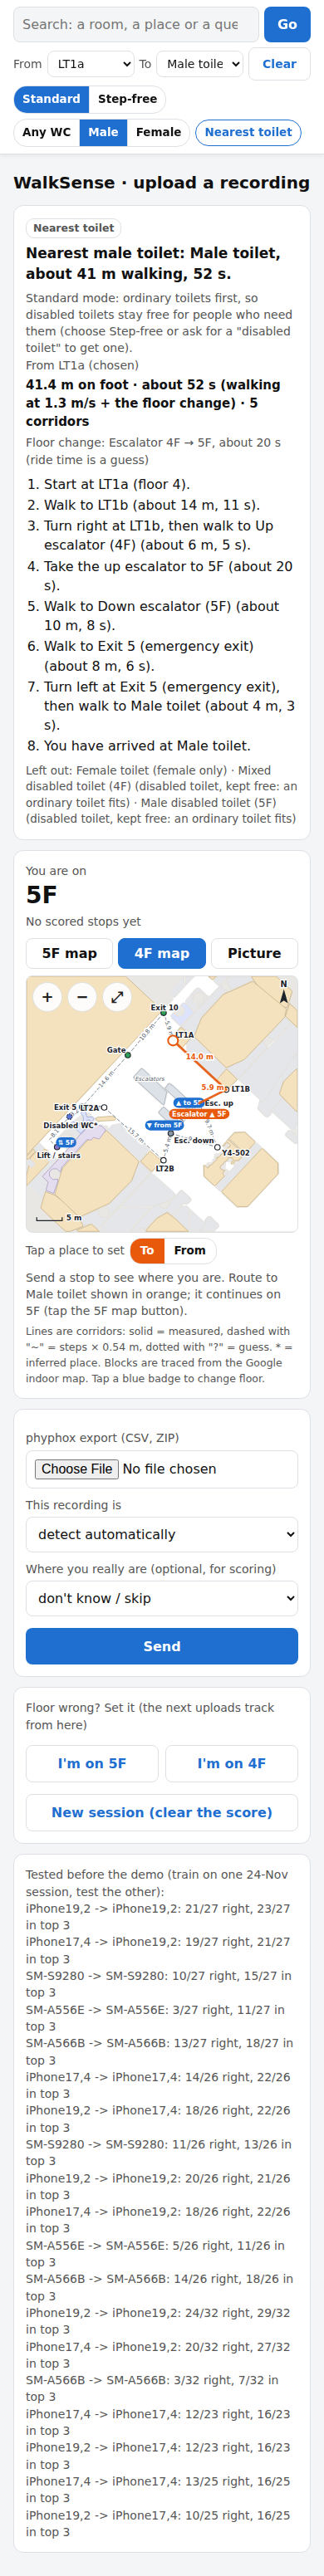 Search: a room, a place or a que
Go
From LT1a To Male toile Clear
Standard Step-free
Any WC Male Female Nearest toilet
WalkSense · upload a recording
Nearest toilet
Nearest male toilet: Male toilet,
about 41 m walking, 52 s.
Standard mode: ordinary toilets first, so
disabled toilets stay free for people who need
them (choose Step-free or ask for a "disabled
toilet" to get one).
From LT1a (chosen)
41.4 m on foot · about 52 s (walking
at 1.3 m/s + the floor change) · 5
corridors
Floor change: Escalator 4F → 5F, about 20 s
(ride time is a guess)
1. Start at LT1a (floor 4).
2. Walk to LT1b (about 14 m, 11 s).
3. Turn right at LT1b, then walk to Up
escalator (4F) (about 6 m, 5 s).
4. Take the up escalator to 5F (about 20
s).
5. Walk to Down escalator (5F) (about
10 m, 8 s).
6. Walk to Exit 5 (emergency exit)
(about 8 m, 6 s).
7. Turn left at Exit 5 (emergency exit),
then walk to Male toilet (about 4 m, 3
s).
8. You have arrived at Male toilet.
Left out: Female toilet (female only) · Mixed
disabled toilet (4F) (disabled toilet, kept free: an
ordinary toilet fits) · Male disabled toilet (5F)
(disabled toilet, kept free: an ordinary toilet fits)
You are on
5F
No scored stops yet
5F map 4F map Picture
+ − ⤢ N
Exit 10
LT1A
10.8 m
Gate
14.0 m
Escalators
14.6 m
5.9 m LT1B
Esc. up
Exit 5 LT2A
Escalator ▲ 5F
Disabled WC*
▼ from 5F
Esc. down
Lift / stairs
15.7 m
Y4-502
LT2B
5 m
Tap a place to set To From
Send a stop to see where you are. Route to
Male toilet shown in orange; it continues on
5F (tap the 5F map button).
Lines are corridors: solid = measured, dashed with
"~" = steps × 0.54 m, dotted with "?" = guess. * =
inferred place. Blocks are traced from the Google
indoor map. Tap a blue badge to change floor.
phyphox export (CSV, ZIP)
Choose File No file chosen
This recording is
detect automatically
Where you really are (optional, for scoring)
don't know / skip
Send
Floor wrong? Set it (the next uploads track
from here)
I'm on 5F I'm on 4F
New session (clear the score)
Tested before the demo (train on one 24-Nov
session, test the other):
iPhone19,2 -> iPhone19,2: 21/27 right, 23/27
in top 3
iPhone17,4 -> iPhone17,4: 19/27 right, 21/27
in top 3
SM-S9280 -> SM-S9280: 10/27 right, 15/27 in
top 3
SM-A556E -> SM-A556E: 3/27 right, 11/27 in
top 3
SM-A566B -> SM-A566B: 13/27 right, 18/27 in
top 3
iPhone17,4 -> iPhone17,4: 14/26 right, 22/26
in top 3
iPhone19,2 -> iPhone17,4: 18/26 right, 22/26
in top 3
SM-S9280 -> SM-S9280: 11/26 right, 13/26 in
top 3
iPhone19,2 -> iPhone19,2: 20/26 right, 21/26
in top 3
iPhone17,4 -> iPhone19,2: 18/26 right, 22/26
in top 3
SM-A556E -> SM-A556E: 5/26 right, 11/26 in
top 3
SM-A566B -> SM-A566B: 14/26 right, 18/26 in
top 3
iPhone19,2 -> iPhone19,2: 24/32 right, 29/32
in top 3
iPhone17,4 -> iPhone19,2: 20/32 right, 27/32
in top 3
SM-A566B -> SM-A566B: 3/32 right, 7/32 in
top 3
iPhone17,4 -> iPhone17,4: 12/23 right, 16/23
in top 3
iPhone19,2 -> iPhone17,4: 12/23 right, 16/23
in top 3
iPhone17,4 -> iPhone17,4: 13/25 right, 16/25
in top 3
iPhone19,2 -> iPhone17,4: 10/25 right, 16/25
in top 3